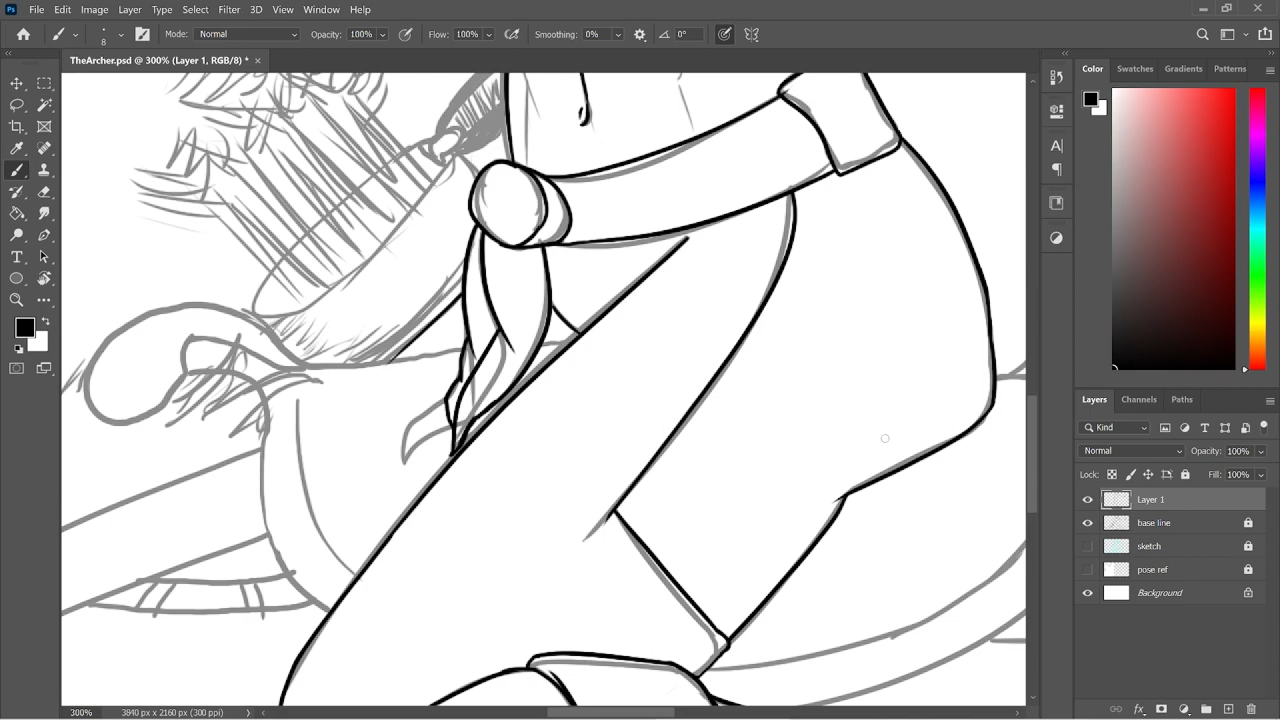 Ps File Edit Image Layer Type Select Filter 3D View Window Help
8 Mode: Normal Opacity: 100% Flow: 100% Smoothing: 0% 0°
TheArcher.psd @ 300% (Layer 1, RGB/8) * ×
Color Swatches Gradients Patterns
Layers Channels Paths
Kind
Normal Opacity: 100%
Lock: Fill: 100%
Layer 1
base line
sketch
pose ref
Background
300% 3840 px x 2160 px (300 ppi)
fx